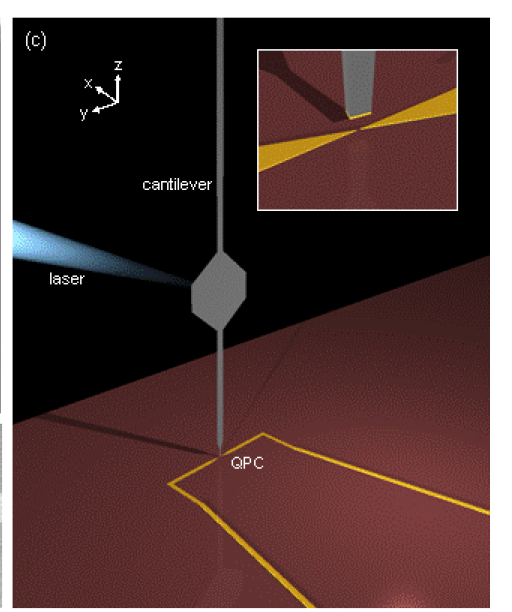 (c)
z
x
y
cantilever
laser
QPC